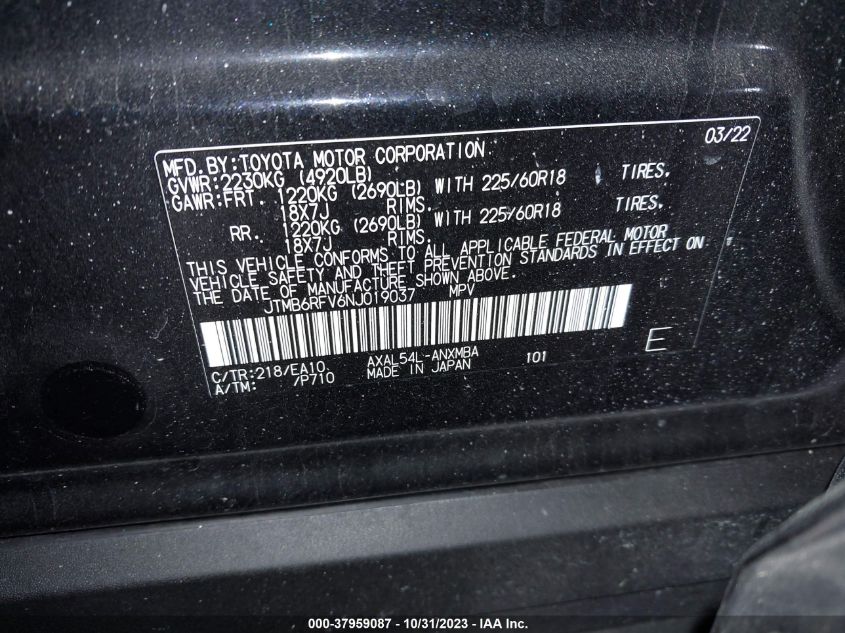 03/22
MFD.BY:TOYOTA MOTOR CORPORATION
GVWR:2230KG (4920LB)
GAWR:FRT. 1220KG (2690LB) WITH 225/60R18 TIRES,
18X7J RIMS.
RR. 1220KG (2690LB) WITH 225/60R18 TIRES,
18X7J RIMS.
THIS VEHICLE CONFORMS TO ALL APPLICABLE FEDERAL MOTOR
VEHICLE SAFETY AND THEFT PREVENTION STANDARDS IN EFFECT ON
THE DATE OF MANUFACTURE SHOWN ABOVE.
JTMB6RFV6NJ019037 MPV
C/TR:218/EA10 AXAL54L-ANXMBA 101 E
A/TM: /P710 MADE IN JAPAN
000-37959087 - 10/31/2023 - IAA Inc.